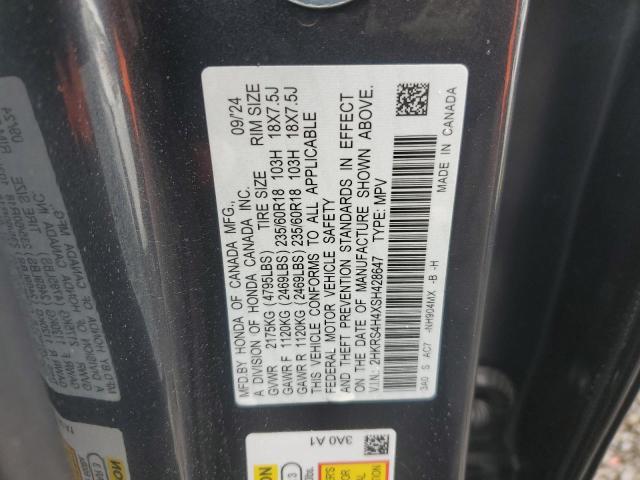 MFD.BY HONDA OF CANADA MFG., 09/24
A DIVISION OF HONDA CANADA INC.
TIRE SIZE RIM SIZE
GVWR 2175KG (4795LBS)
GAWR F 1120KG (2469LBS) 235/60R18 103H 18X7.5J
GAWR R 1120KG (2469LBS) 235/60R18 103H 18X7.5J
THIS VEHICLE CONFORMS TO ALL APPLICABLE
FEDERAL MOTOR VEHICLE SAFETY
AND THEFT PREVENTION STANDARDS IN EFFECT
ON THE DATE OF MANUFACTURE SHOWN ABOVE.
V.I.N.: 2HKRS4H4XSH428647 TYPE: MPV
3A0 S AC7 -NH904MX -B -H
MADE IN CANADA
3A0 A1